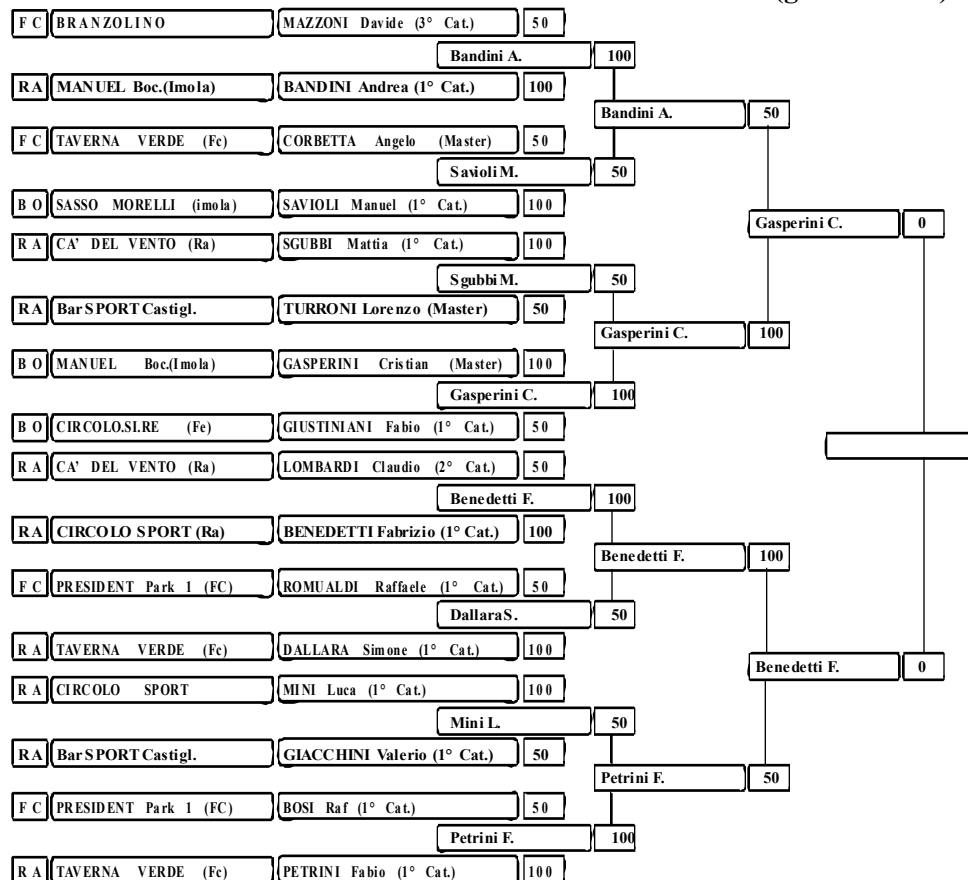 F C BRANZOLINO MAZZONI Davide (3° Cat.) 50
Bandini A. 100
RA MANUEL Boc.(Imola) BANDINI Andrea (1° Cat.) 100
Bandini A. 50
F C TAVERNA VERDE (Fc) CORBETTA Angelo (Master) 50
Savioli M. 50
B O SASSO MORELLI (imola) SAVIOLI Manuel (1° Cat.) 100
Gasperini C. 0
R A CA' DEL VENTO (Ra) SGUBBI Mattia (1° Cat.) 100
Sgubbi M. 50
RA Bar SPORT Castigl. TURRONI Lorenzo (Master) 50
Gasperini C. 100
B O MANUEL Boc.(Imola) GASPERINI Cristian (Master) 100
Gasperini C. 100
B O CIRCOLO.SI.RE (Fe) GIUSTINIANI Fabio (1° Cat.) 50
R A CA' DEL VENTO (Ra) LOMBARDI Claudio (2° Cat.) 50
Benedetti F. 100
RA CIRCOLO SPORT (Ra) BENEDETTI Fabrizio (1° Cat.) 100
Benedetti F. 100
F C PRESIDENT Park 1 (FC) ROMUALDI Raffaele (1° Cat.) 50
Dallara S. 50
R A TAVERNA VERDE (Fc) DALLARA Simone (1° Cat.) 100
Benedetti F. 0
R A CIRCOLO SPORT MINI Luca (1° Cat.) 100
Mini L. 50
RA Bar SPORT Castigl. GIACCHINI Valerio (1° Cat.) 50
Petrini F. 50
F C PRESIDENT Park 1 (FC) BOSI Raf (1° Cat.) 50
Petrini F. 100
R A TAVERNA VERDE (Fc) PETRINI Fabio (1° Cat.) 100